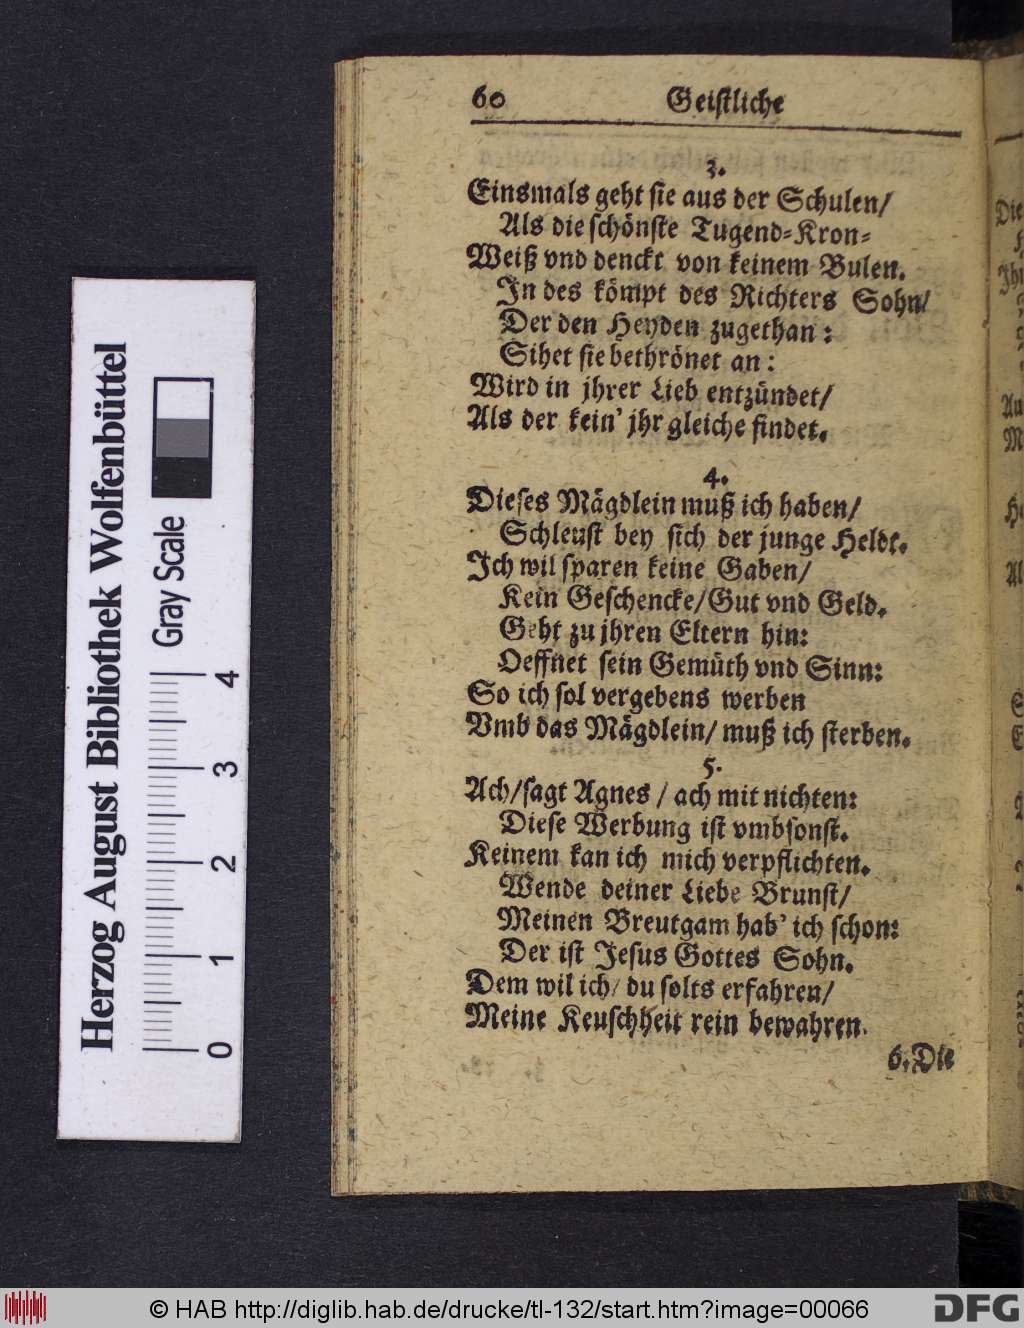 60 Geistliche
3.
Einsmals geht sie aus der Schulen/
Als die schönste Tugend-Kron-
Weiß vnd denckt von keinem Bulen.
In des kömpt des Richters Sohn/
Der den Heyden zugethan:
Sihet sie bethrönet an:
Wird in jhrer Lieb entzündet/
Als der kein' jhr gleiche findet.
4.
Dieses Mägdlein muß ich haben/
Schleust bey sich der junge Heldt.
Ich wil sparen keine Gaben/
Kein Geschencke/Gut vnd Geld.
Geht zu jhren Eltern hin:
Oeffnet sein Gemüth vnd Sinn:
So ich sol vergebens werben
Vmb das Mägdlein/ muß ich sterben.
5.
Ach/sagt Agnes / ach mit nichten:
Diese Werbung ist vmbsonst.
Keinem kan ich mich verpflichten.
Wende deiner Liebe Brunst/
Meinen Breutgam hab' ich schon:
Der ist Jesus Gottes Sohn.
Dem wil ich/ du solts erfahren/
Meine Keuschheit rein bewahren.
6. Die
Herzog August Bibliothek Wolfenbüttel
Gray Scale
0 1 2 3 4
© HAB http://diglib.hab.de/drucke/tl-132/start.htm?image=00066
DFG